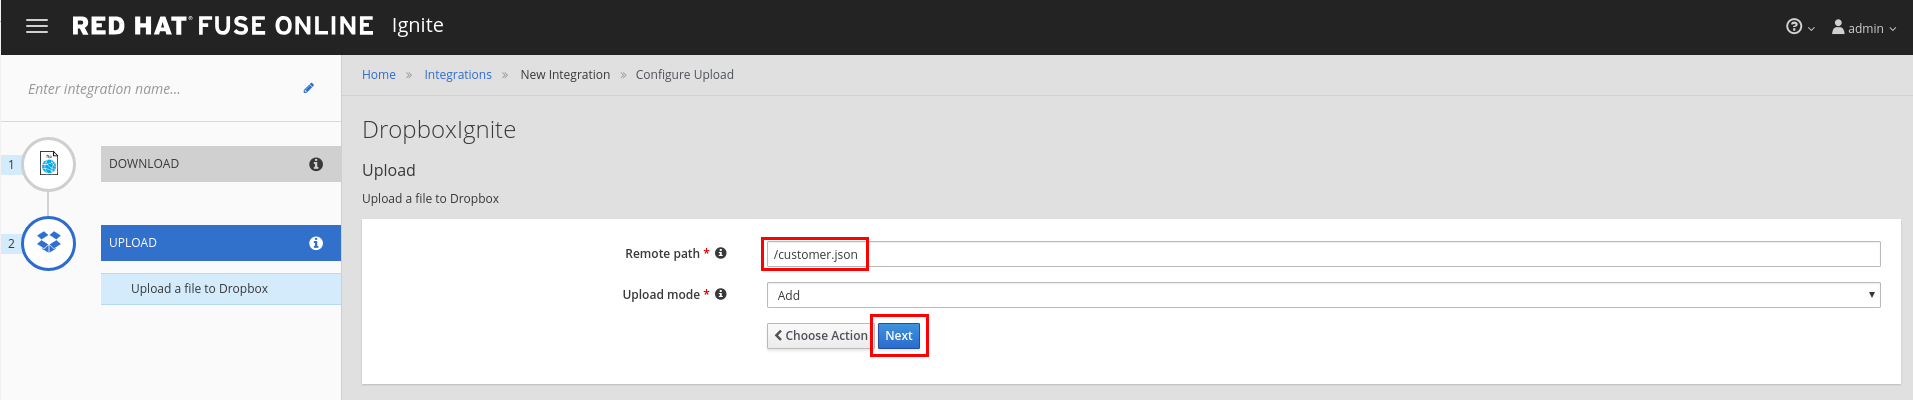 RED HAT® FUSE ONLINE Ignite
admin
Enter integration name...
Home » Integrations » New Integration » Configure Upload
DropboxIgnite
1 DOWNLOAD
Upload
Upload a file to Dropbox
2 UPLOAD
Upload a file to Dropbox
Remote path * /customer.json
Upload mode * Add
Choose Action Next